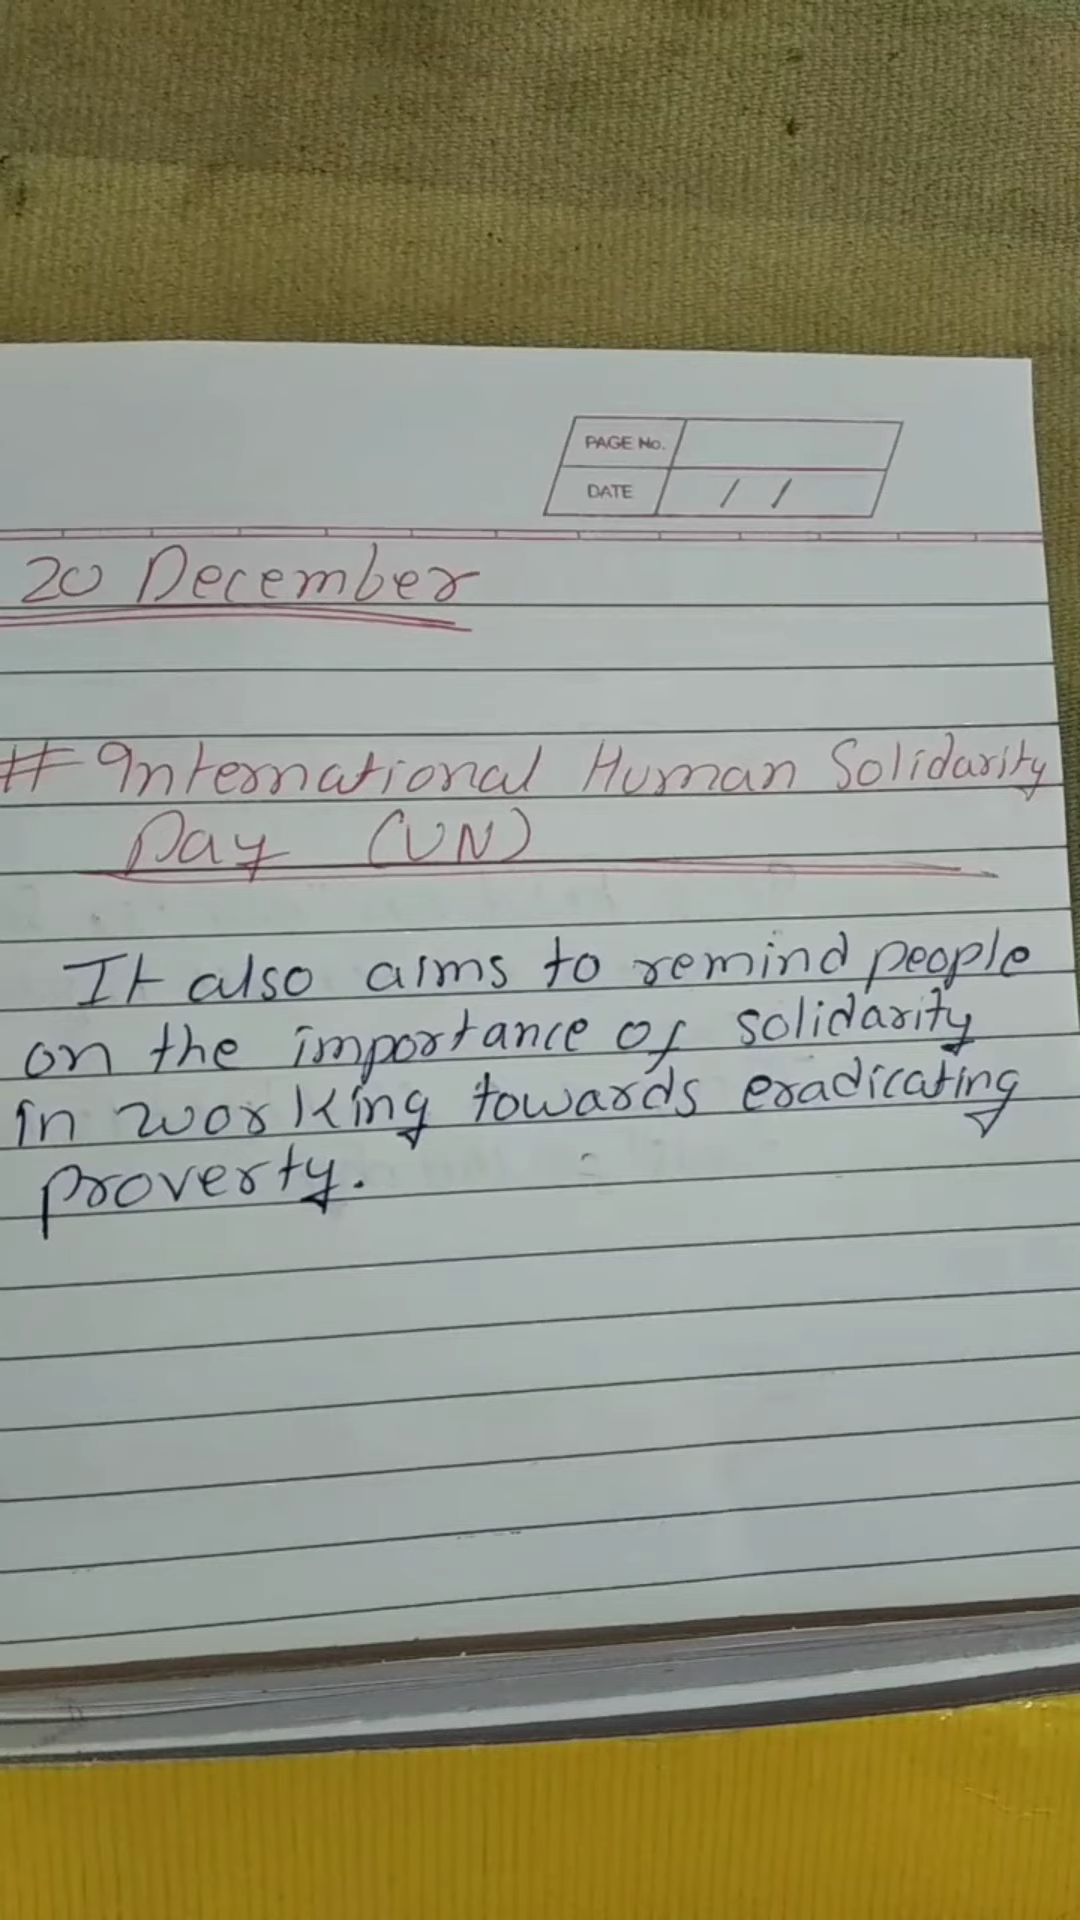 PAGE No.
DATE / /
20 December
# International Human Solidarity
Day (UN)
It also aims to remind people
on the importance of solidarity
in working towards eradicating
proverty.